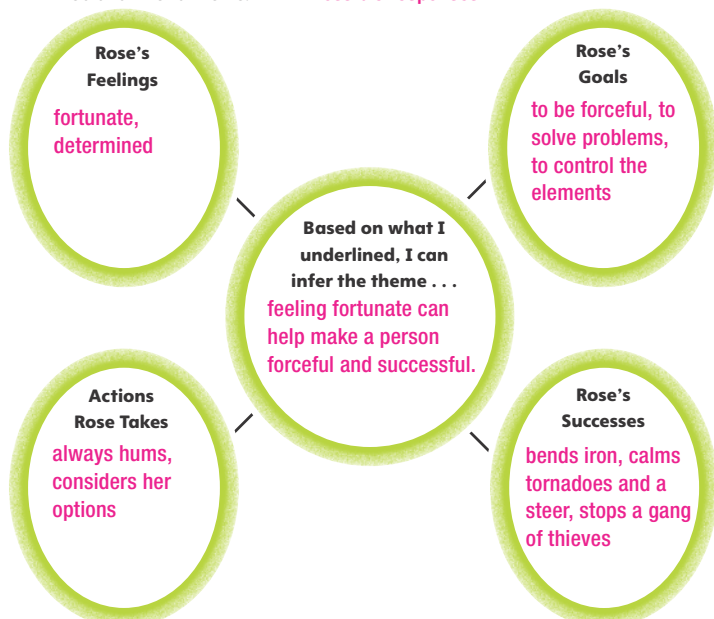 Rose's
Feelings
fortunate,
determined
Rose's
Goals
to be forceful, to
solve problems,
to control the
elements
Based on what I
underlined, I can
infer the theme . . .
feeling fortunate can
help make a person
forceful and successful.
Actions
Rose Takes
always hums,
considers her
options
Rose's
Successes
bends iron, calms
tornadoes and a
steer, stops a gang
of thieves